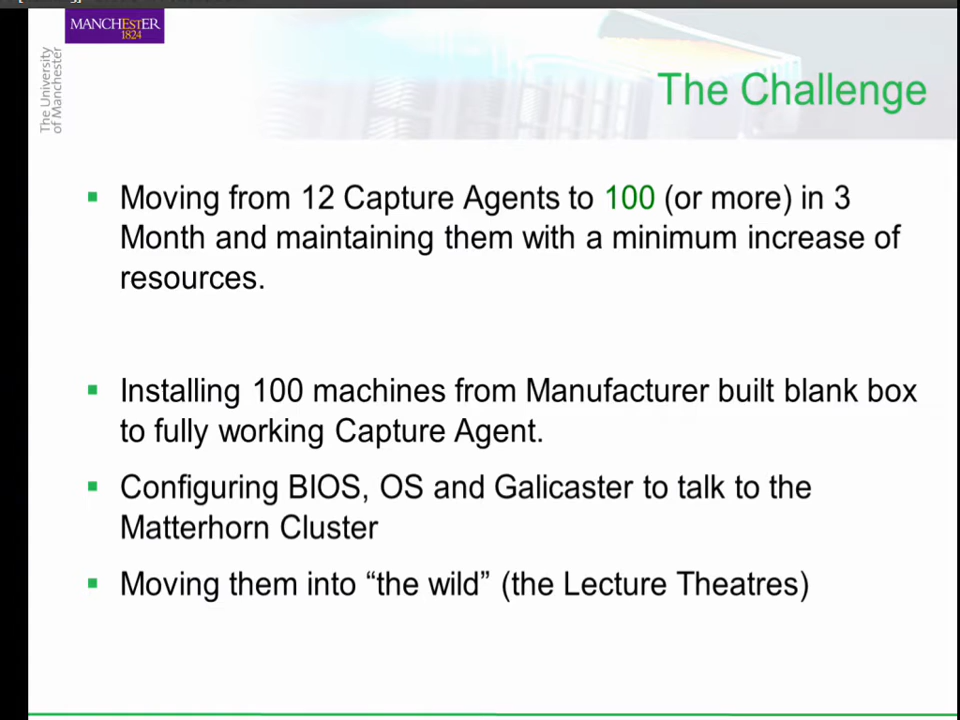 MANCHESTER
1824
The University
of Manchester
The Challenge
Moving from 12 Capture Agents to 100 (or more) in 3
Month and maintaining them with a minimum increase of
resources.
Installing 100 machines from Manufacturer built blank box
to fully working Capture Agent.
Configuring BIOS, OS and Galicaster to talk to the
Matterhorn Cluster
Moving them into “the wild” (the Lecture Theatres)